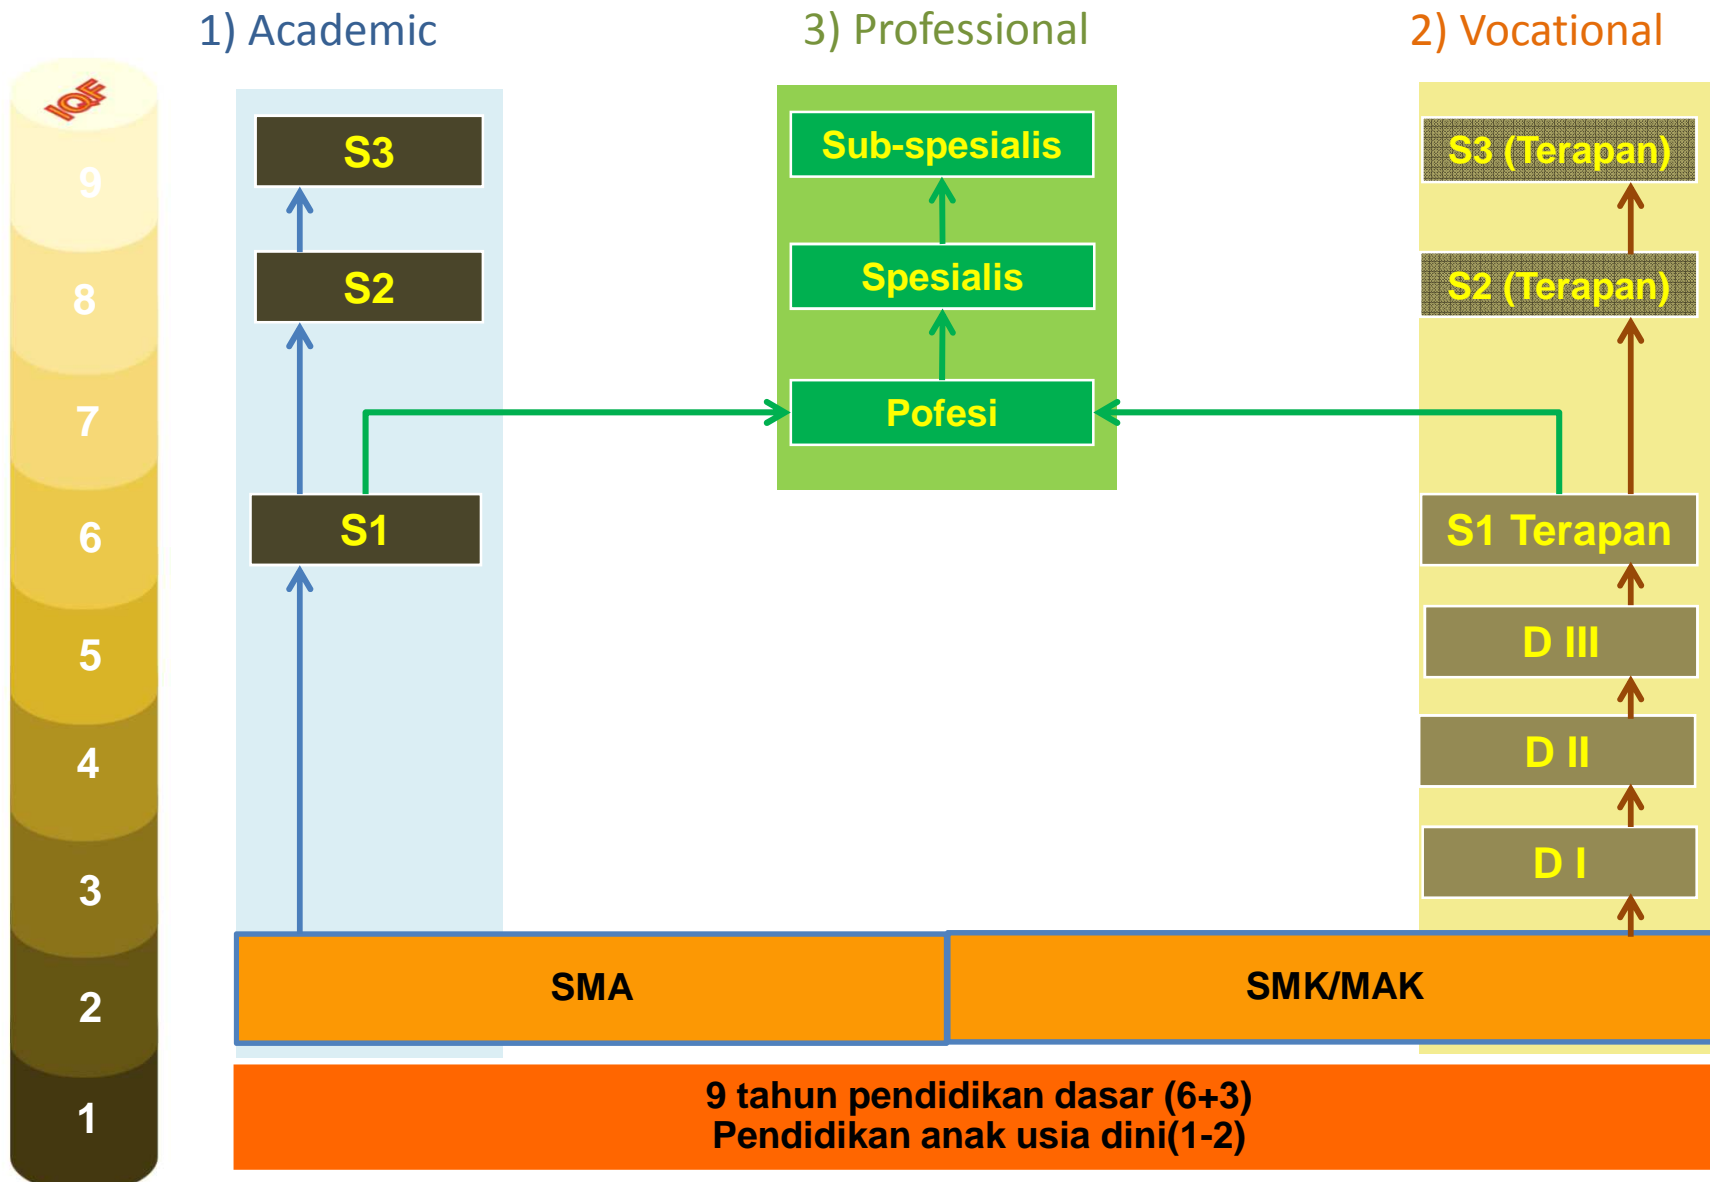 1) Academic
3) Professional
2) Vocational
IQF
9
8
7
6
5
4
3
2
1
S3
S2
S1
Sub-spesialis
Spesialis
Pofesi
S3 (Terapan)
S2 (Terapan)
S1 Terapan
D III
D II
D I
SMA
SMK/MAK
9 tahun pendidikan dasar (6+3)
Pendidikan anak usia dini(1-2)